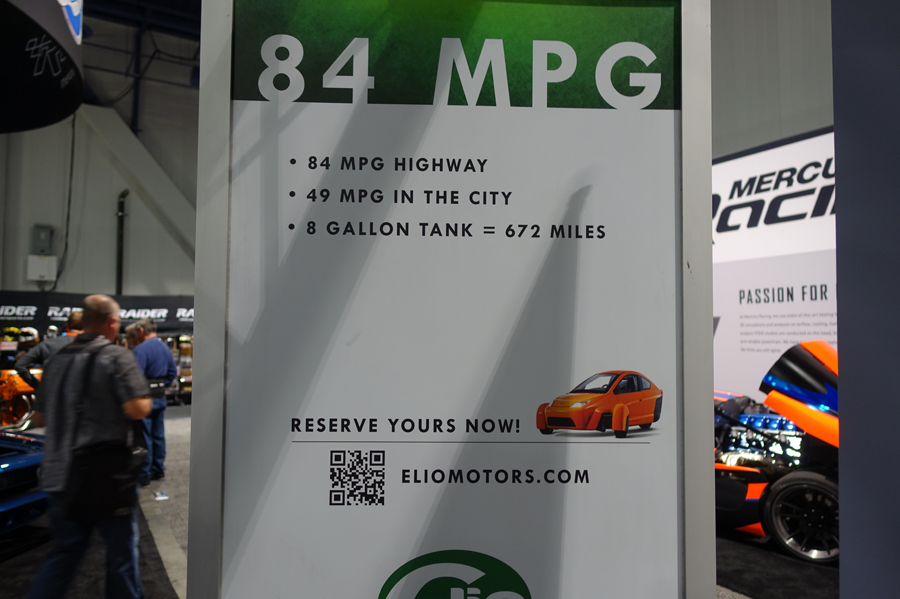 84 MPG
• 84 MPG HIGHWAY
• 49 MPG IN THE CITY
• 8 GALLON TANK = 672 MILES
RESERVE YOURS NOW!
ELIOMOTORS.COM
RAIDER
MERCU
RACI
PASSION FOR